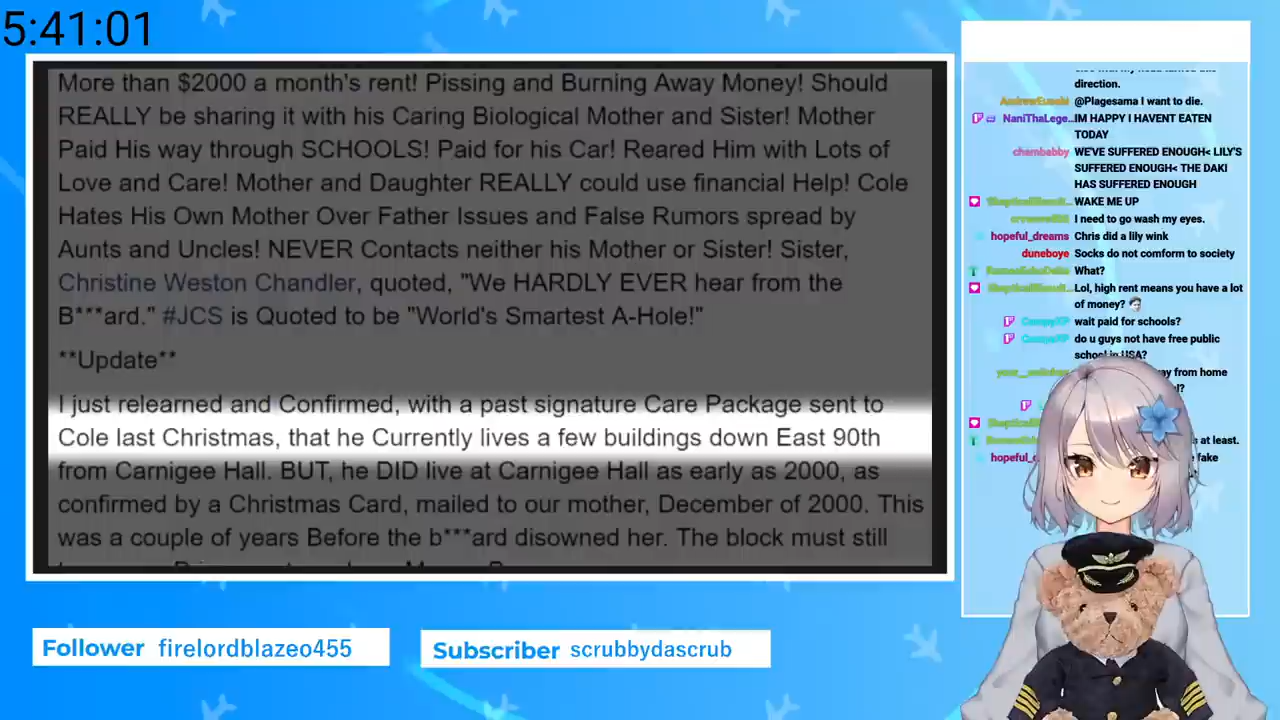 5:41:01
More than $2000 a month's rent! Pissing and Burning Away Money! Should
REALLY be sharing it with his Caring Biological Mother and Sister! Mother
Paid His way through SCHOOLS! Paid for his Car! Reared Him with Lots of
Love and Care! Mother and Daughter REALLY could use financial Help! Cole
Hates His Own Mother Over Father Issues and False Rumors spread by
Aunts and Uncles! NEVER Contacts neither his Mother or Sister! Sister,
Christine Weston Chandler, quoted, "We HARDLY EVER hear from the
B***ard." #JCS is Quoted to be "World's Smartest A-Hole!"
**Update**
I just relearned and Confirmed, with a past signature Care Package sent to
Cole last Christmas, that he Currently lives a few buildings down East 90th
from Carnigee Hall. BUT, he DID live at Carnigee Hall as early as 2000, as
confirmed by a Christmas Card, mailed to our mother, December of 2000. This
was a couple of years Before the b***ard disowned her. The block must still
Follower firelordblazeo455
Subscriber scrubbydascrub
direction.
@Plagesama I want to die.
NaniThaLege... IM HAPPY I HAVENT EATEN
TODAY
chambabby WE'VE SUFFERED ENOUGH< LILY'S
SUFFERED ENOUGH< THE DAKI
HAS SUFFERED ENOUGH
WAKE ME UP
I need to go wash my eyes.
hopeful_dreams Chris did a lily wink
duneboye Socks do not comform to society
What?
Lol, high rent means you have a lot
of money?
wait paid for schools?
do u guys not have free public
school in USA?
from home
at least.
fake